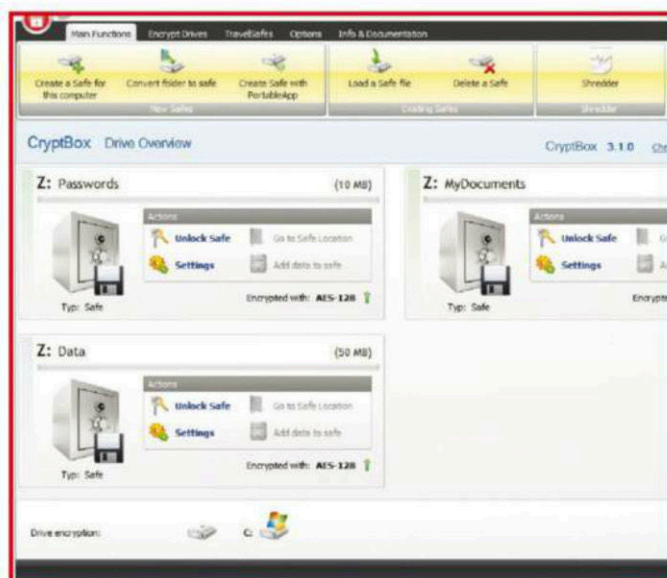 Main Functions
Encrypt Drives
TravelSafes
Options
Info & Documentation
Create a Safe for
this computer
Convert folder to safe
Create Safe with
PortableApp
Load a Safe file
Delete a Safe
Shredder
New Safes
Existing Safes
Shredder
CryptBox Drive Overview
CryptBox 3.1.0
Z: Passwords (10 MB)
Actions
Unlock Safe
Go to Safe Location
Settings
Add data to safe
Typ: Safe
Encrypted with: AES-128
Z: MyDocuments
Actions
Unlock Safe
Settings
Typ: Safe
Z: Data (50 MB)
Actions
Unlock Safe
Go to Safe Location
Settings
Add data to safe
Typ: Safe
Encrypted with: AES-128
Drive encryption:
C: